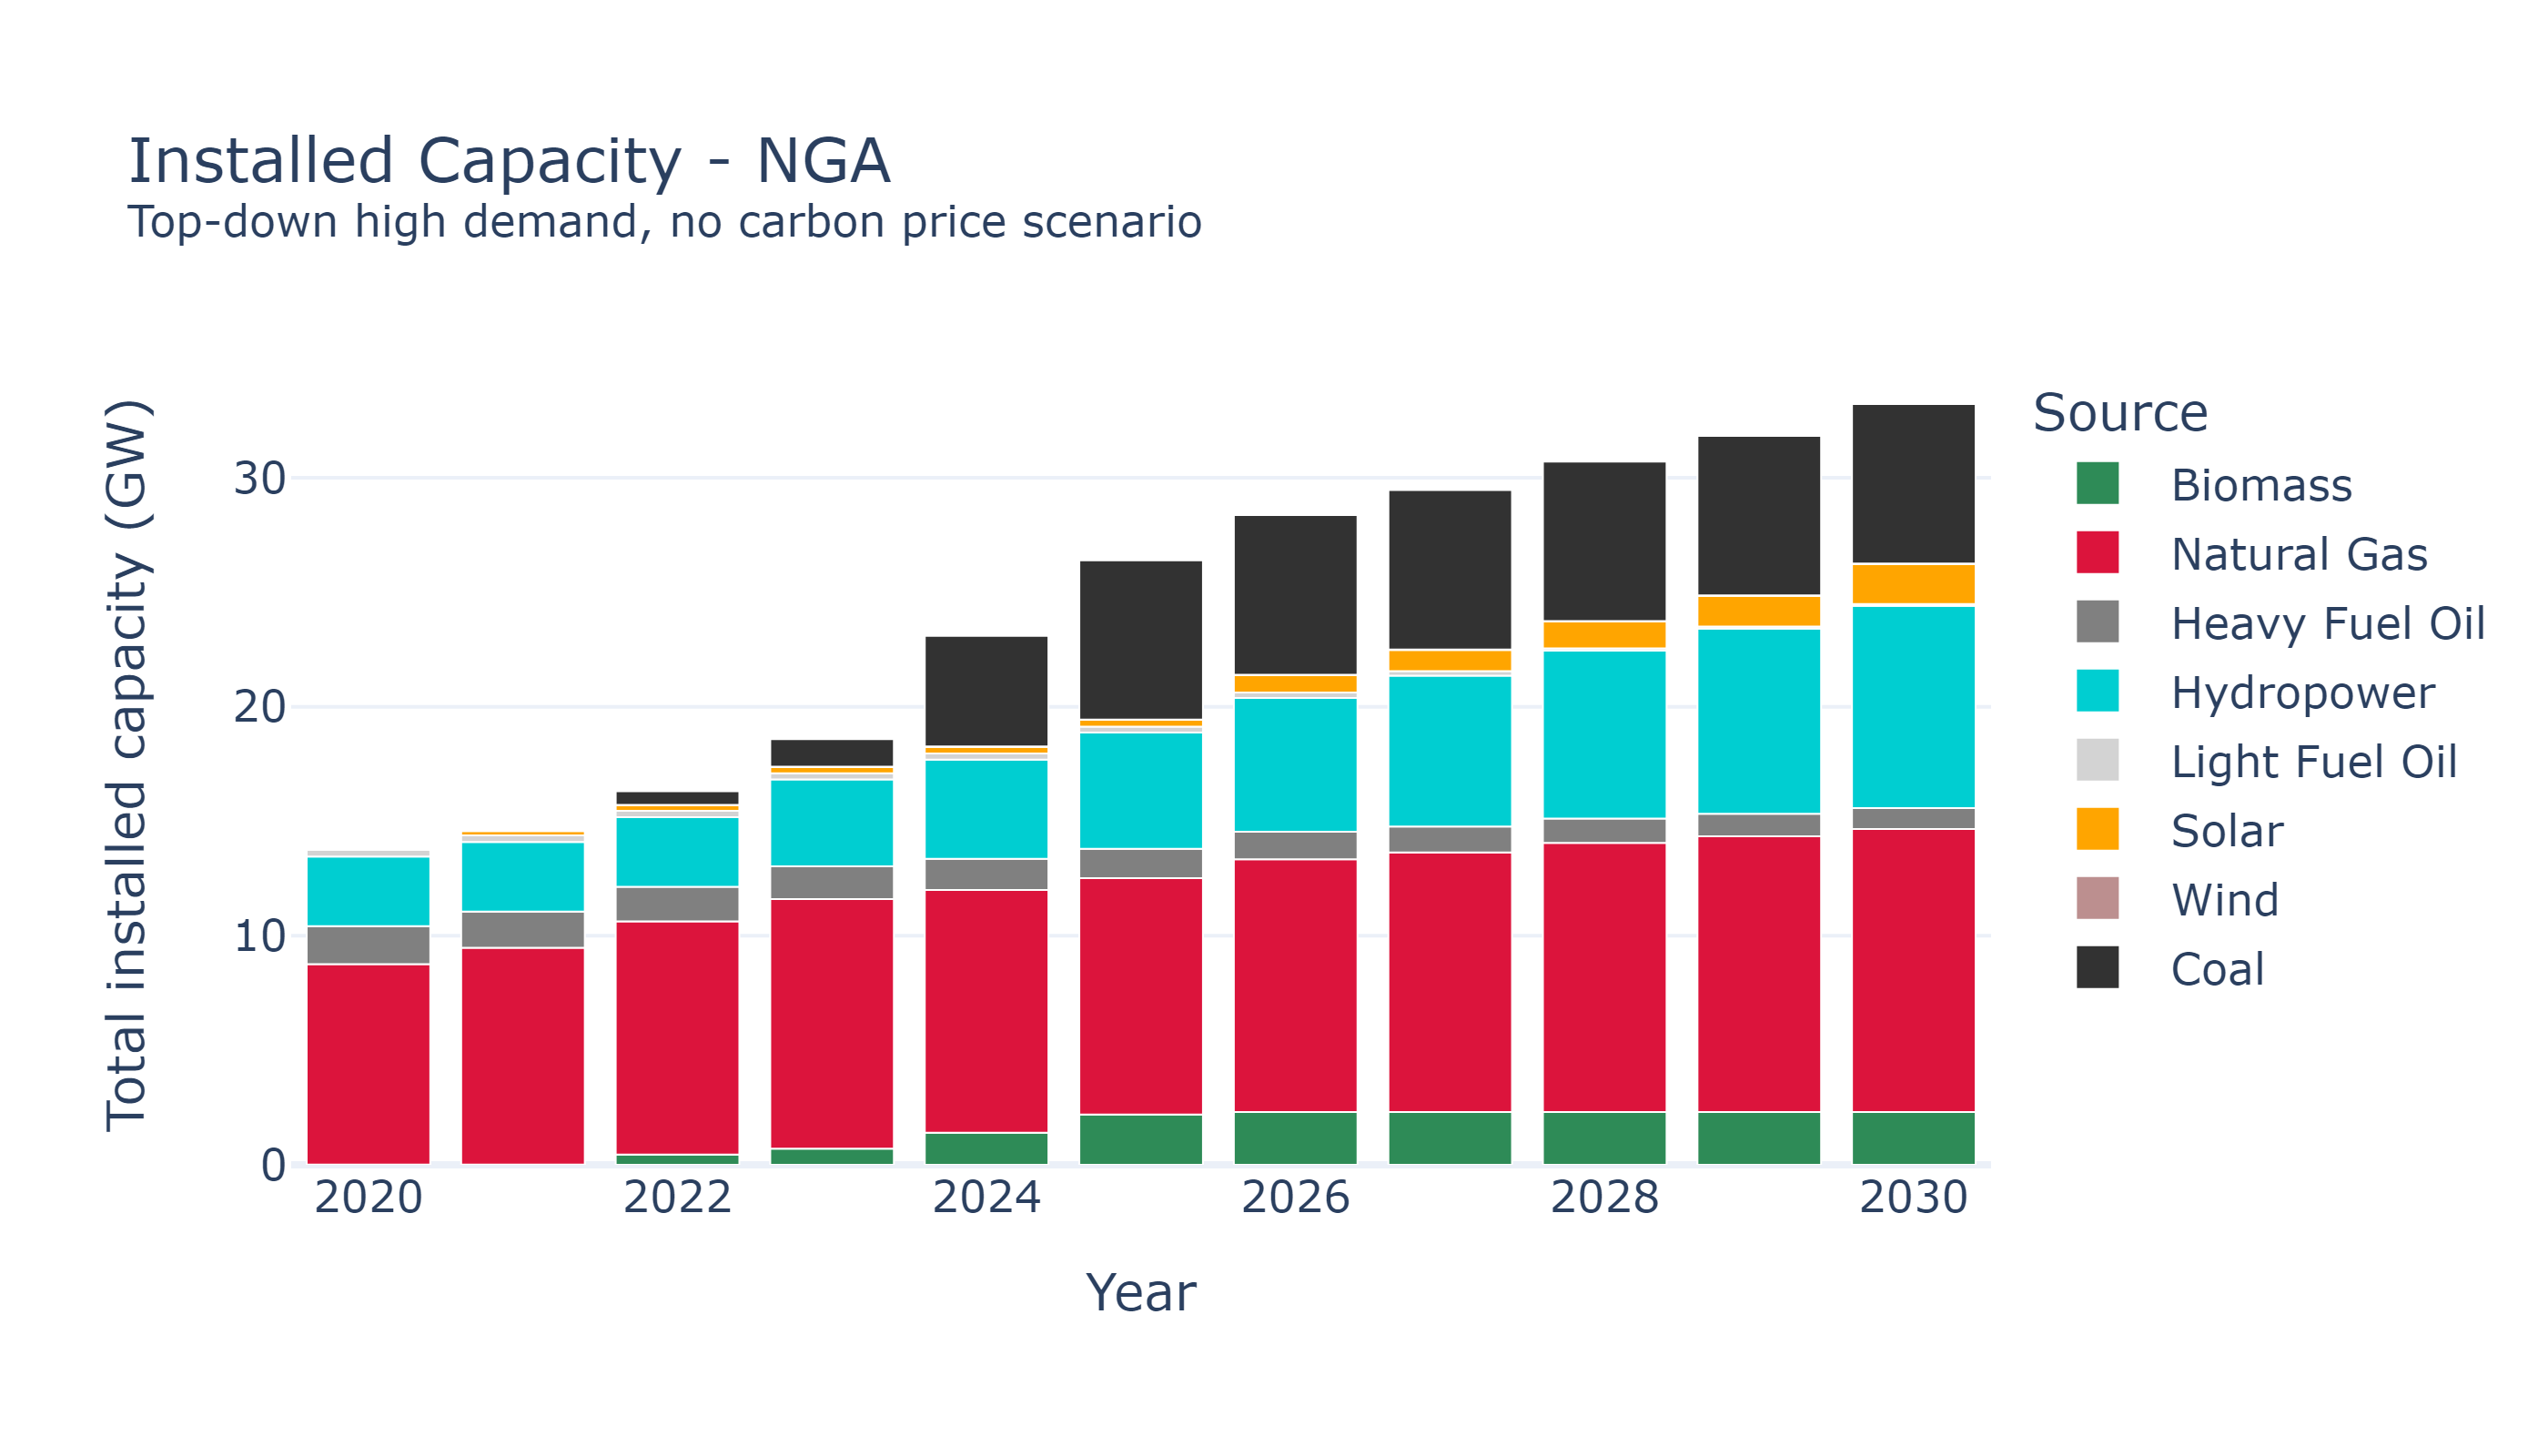 Installed Capacity - NGA
Top-down high demand, no carbon price scenario
Total installed capacity (GW)
30
20
10
0
2020
2022
2024
2026
2028
2030
Year
Source
Biomass
Natural Gas
Heavy Fuel Oil
Hydropower
Light Fuel Oil
Solar
Wind
Coal